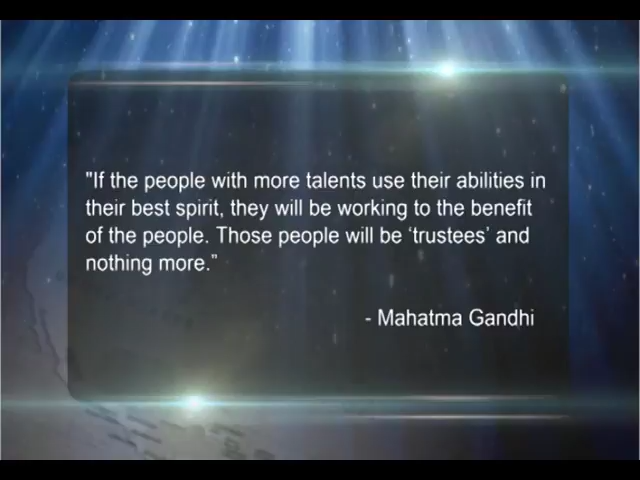 "If the people with more talents use their abilities in
their best spirit, they will be working to the benefit
of the people. Those people will be ‘trustees’ and
nothing more.”
- Mahatma Gandhi